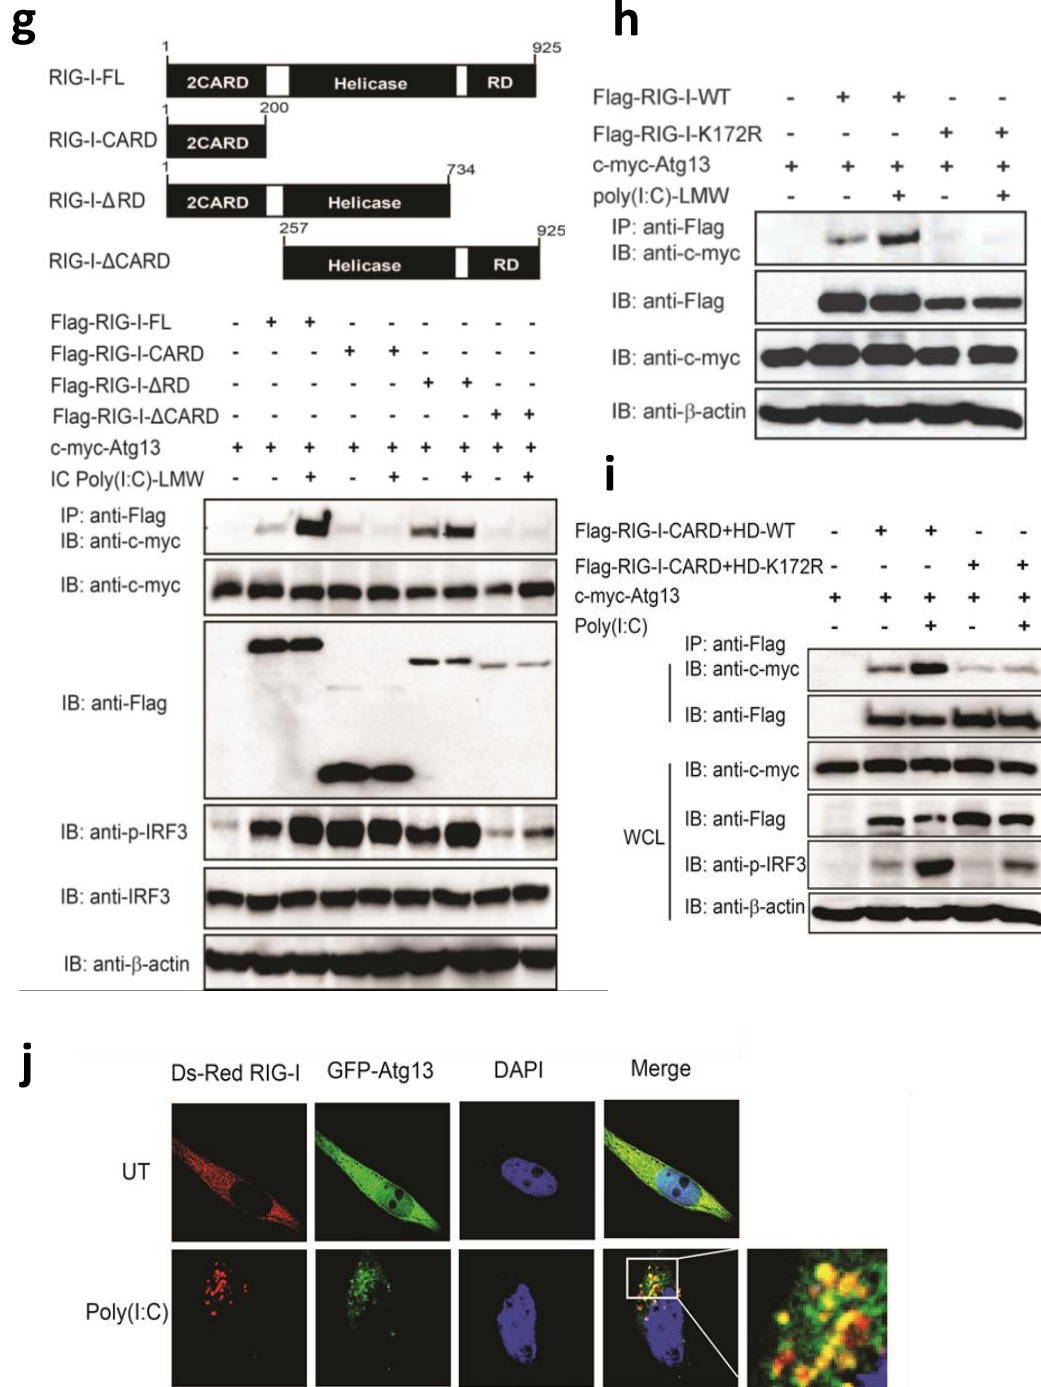 g
1 925
RIG-I-FL 2CARD Helicase RD
1 200
RIG-I-CARD 2CARD
1 734
RIG-I-ΔRD 2CARD Helicase
257 925
RIG-I-ΔCARD Helicase RD
Flag-RIG-I-FL - + + - - - - - -
Flag-RIG-I-CARD - - - + + - - - -
Flag-RIG-I-ΔRD - - - - - + + - -
Flag-RIG-I-ΔCARD - - - - - - - + +
c-myc-Atg13 + + + + + + + + +
IC Poly(I:C)-LMW - - + - + - + - +
IP: anti-Flag
IB: anti-c-myc
IB: anti-c-myc
IB: anti-Flag
IB: anti-p-IRF3
IB: anti-IRF3
IB: anti-β-actin
h
Flag-RIG-I-WT - + + - -
Flag-RIG-I-K172R - - - + +
c-myc-Atg13 + + + + +
poly(I:C)-LMW - - + - +
IP: anti-Flag
IB: anti-c-myc
IB: anti-Flag
IB: anti-c-myc
IB: anti-β-actin
i
Flag-RIG-I-CARD+HD-WT - + + - -
Flag-RIG-I-CARD+HD-K172R - - - + +
c-myc-Atg13 + + + + +
Poly(I:C) - - + - +
IP: anti-Flag
IB: anti-c-myc
IB: anti-Flag
WCL
IB: anti-c-myc
IB: anti-Flag
IB: anti-p-IRF3
IB: anti-β-actin
j
Ds-Red RIG-I GFP-Atg13 DAPI Merge
UT
Poly(I:C)